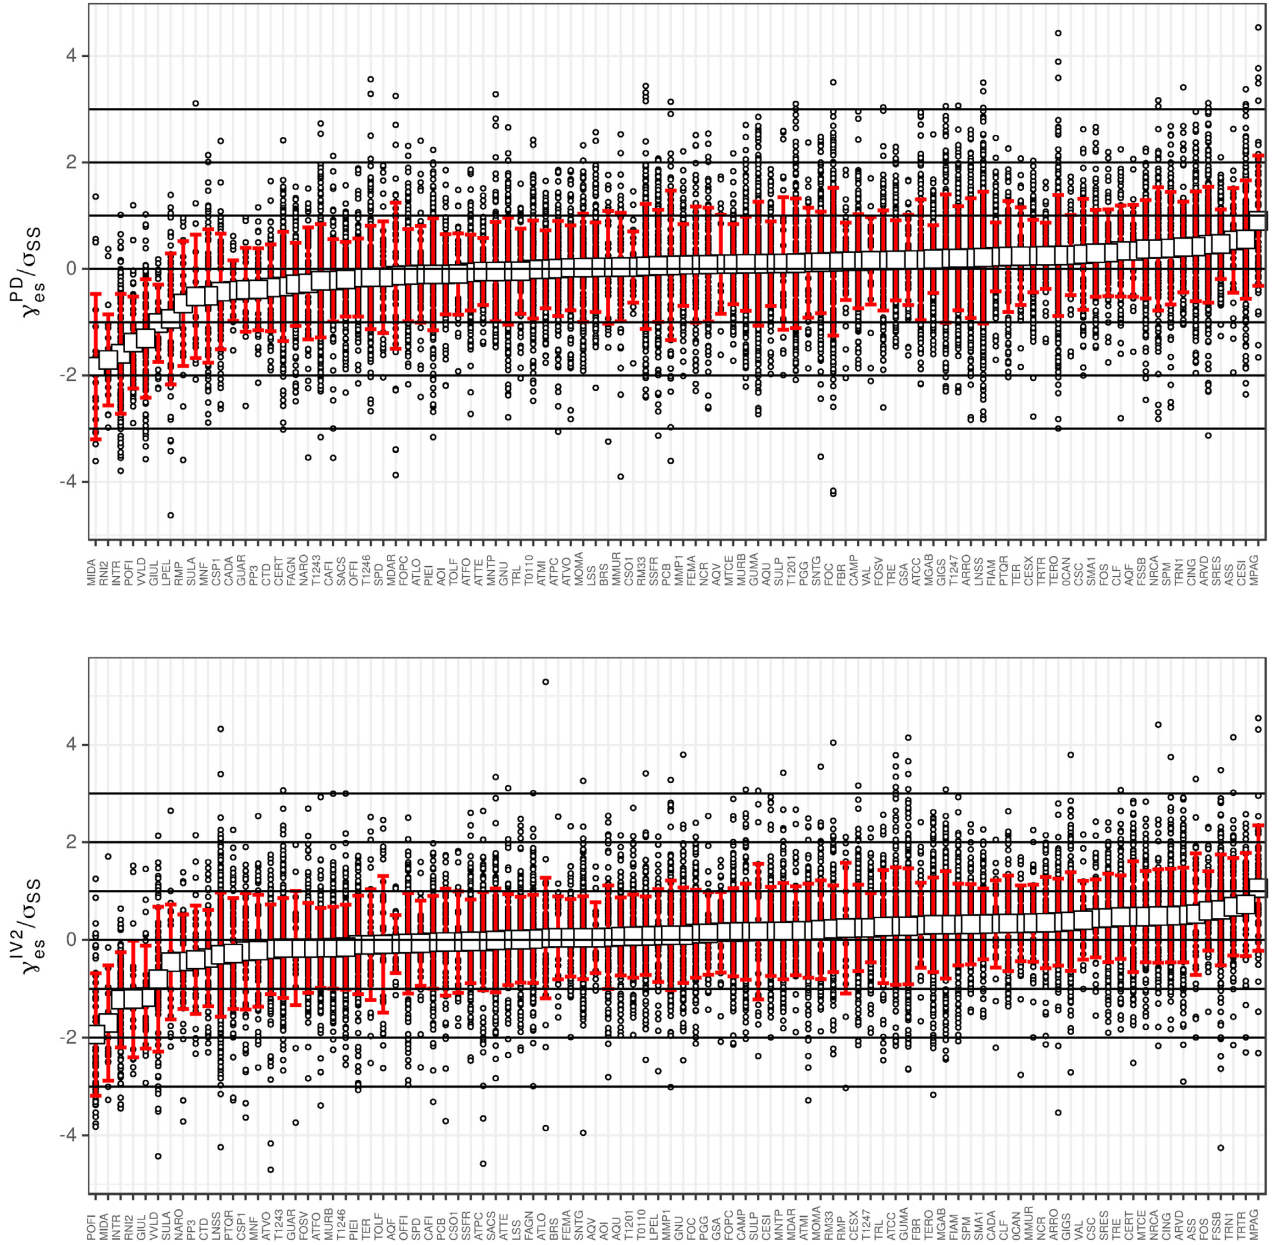 4
2
0
-2
-4
γes^PD/σSS
MIDA RNI2 INTR POFI VVLD GIUL LPEL RMP SULA MNF CSP1 CADA GUAR PP3 CTD CERT FAGN NARO T1243 CAFI SACS OFFI T1246 SPD MDAR FOPC ATLO PIEI AOI TOLF ATFO ATTE MNTP GNU TRL T0110 ATMI ATPC ATVO MOMA LSS BRS MMUR CSO1 RM33 SSFR PCB MMP1 FEMA NCR AQV MTCE MURB GUMA AQU SULP T1201 PGG SNTG FOC FBR CAMP VAL FOSV TRE GSA ATCC MGAB GIGS T1247 ARRO LNSS FIAM PTQR TER CESX TRTR TERO 0CAN CSC SMA1 FOS CLF AQF FSSB NRCA SPM TRN1 CING ARVD SRES ASS CESI MPAG
4
2
0
-2
-4
γes^IV2/σSS
POFI MIDA INTR RNI2 GIUL VVLD SULA NARO PP3 CTD LNSS PTQR CSP1 MNF ATVO T1243 GUAR FOSV ATFO MURB T1246 PIEI TER TOLF AQF OFFI SPD CAFI PCB CSO1 SSFR ATPC SACS ATTE LSS FAGN ATLO BRS FEMA SNTG AQV AOI AQU T1201 T0110 LPEL MMP1 GNU FOC PGG GSA FOPC CAMP SULP CESI MNTP MDAR ATMI MOMA RM33 RMP CESX T1247 TRL ATCC GUMA FBR TERO MGAB FIAM SPM SMA1 CADA CLF 0CAN MMUR NCR ARRO GIGS VAL CSC SRES TRE CERT MTCE NRCA CING ARVD ASS FOS FSSB TRN1 TRTR MPAG